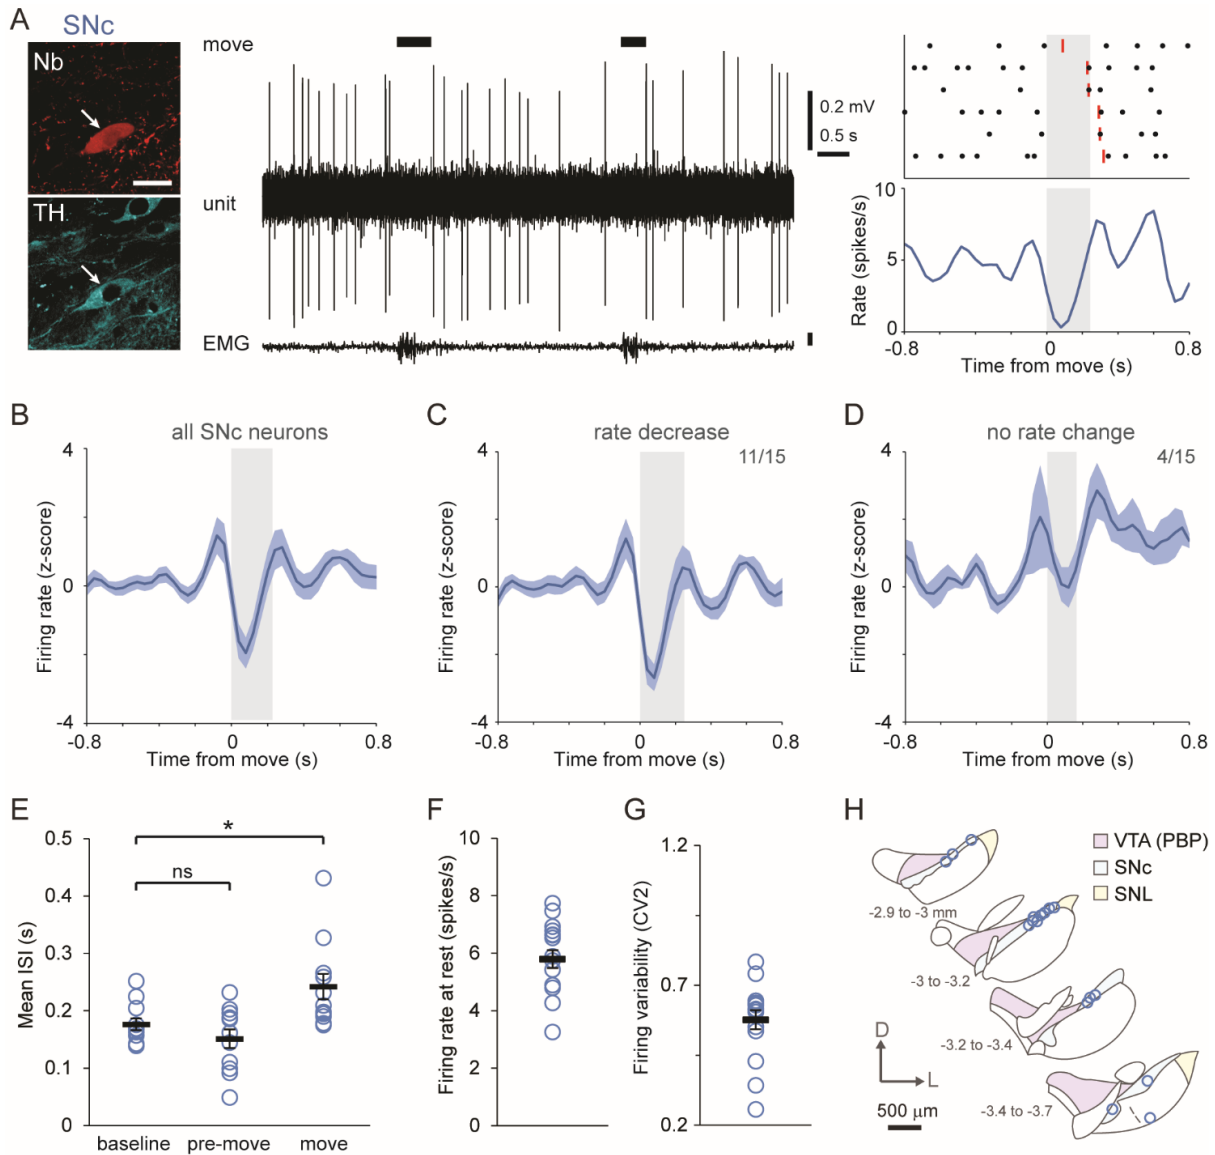 A
SNc
Nb
TH
move
unit
EMG
0.2 mV
0.5 s
10
5
0
Rate (spikes/s)
-0.8
0
0.8
Time from move (s)
B
all SNc neurons
4
0
-4
Firing rate (z-score)
-0.8
0
0.8
Time from move (s)
C
rate decrease
11/15
4
0
-4
Firing rate (z-score)
-0.8
0
0.8
Time from move (s)
D
no rate change
4/15
4
0
-4
Firing rate (z-score)
-0.8
0
0.8
Time from move (s)
E
0.5
0.4
0.3
0.2
0.1
0
Mean ISI (s)
*
ns
baseline
pre-move
move
F
10
8
6
4
2
0
Firing rate at rest (spikes/s)
G
1.2
0.7
0.2
Firing variability (CV2)
H
VTA (PBP)
SNc
SNL
-2.9 to -3 mm
-3 to -3.2
-3.2 to -3.4
-3.4 to -3.7
D
L
500 µm